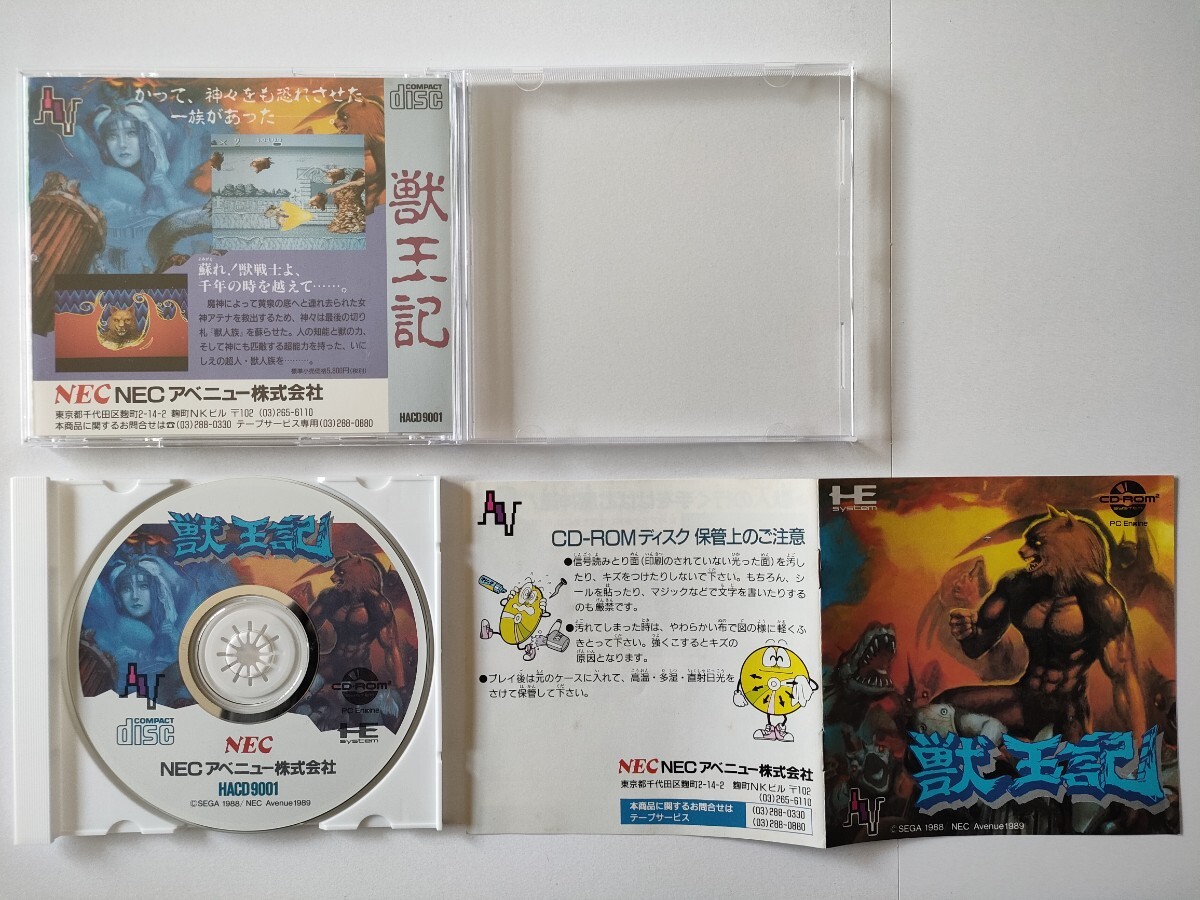 かつて、神々をも恐れさせた
一族があった――。
COMPACT
disc
獣王記
HACD9001
蘇れ!獣戦士よ、
千年の時を越えて……。
魔神によって黄泉の底へと連れ去られた女
神アテナを救出するため、神々は最後の切り
札「獣人族」を蘇らせた。人の知能と獣の力、
そして神にも匹敵する超能力を持った、いに
しえの超人・獣人族を………。
標準小売価格5,800円(税別)
NEC NECアベニュー株式会社
東京都千代田区麹町2-14-2 麹町NKビル 〒102 (03)265-6110
本商品に関するお問合せは☎(03)288-0330 テープサービス専用(03)288-0880
獣王記
CD-ROM²
SYSTEM
PC Engine
HE
system
COMPACT
disc
NEC
NECアベニュー株式会社
HACD9001
©SEGA 1988/ NEC Avenue1989
CD-ROMディスク 保管上のご注意
●信号読みとり面(印刷のされていない光った面)を汚し
たり、キズをつけたりしないで下さい。もちろん、シ
ールを貼ったり、マジックなどで文字を書いたりする
のも厳禁です。
●汚れてしまった時は、やわらかい布で図の様に軽くふ
きとって下さい。強くこするとキズの
原因となります。
●プレイ後は元のケースに入れて、高温・多湿・直射日光を
さけて保管して下さい。
NEC NECアベニュー株式会社
東京都千代田区麹町2-14-2 麹町NKビル 〒102
(03)265-6110
本商品に関するお問合せは (03)288-0330
テープサービス (03)288-0880
HE
system
CD-ROM²
SYSTEM
PC Engine
獣王記
©SEGA 1988 NEC Avenue1989